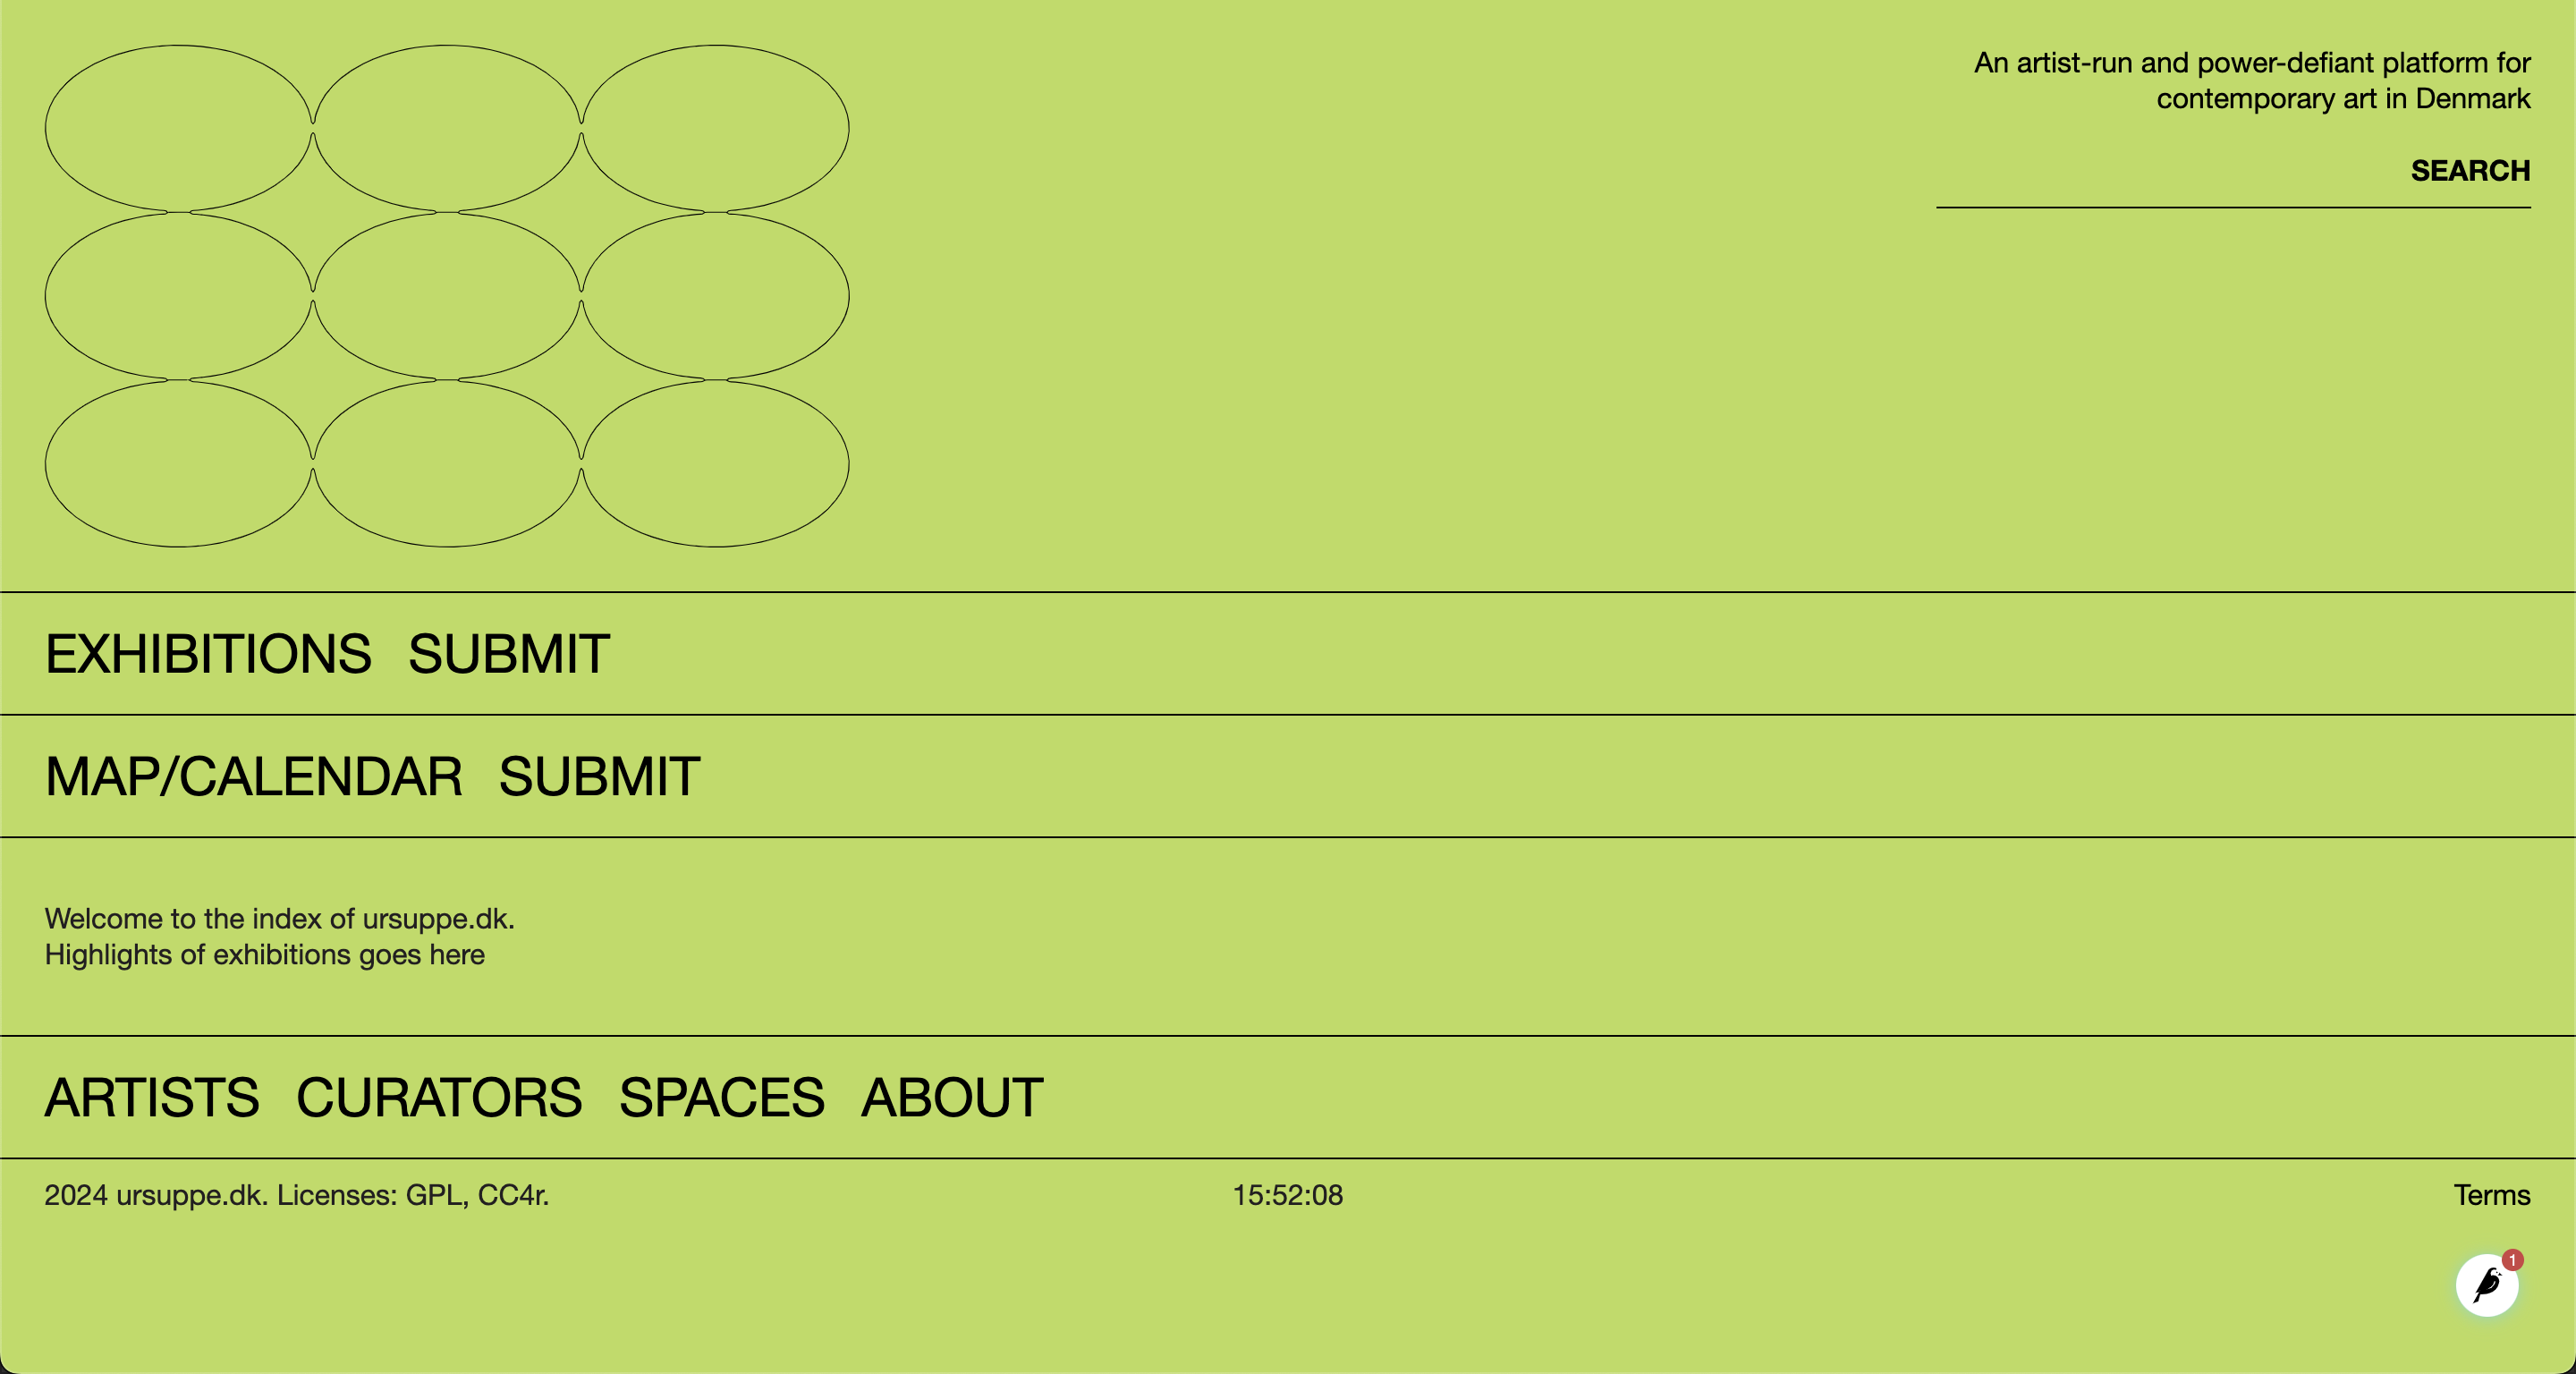 An artist-run and power-defiant platform for
contemporary art in Denmark
SEARCH
EXHIBITIONS SUBMIT
MAP/CALENDAR SUBMIT
Welcome to the index of ursuppe.dk.
Highlights of exhibitions goes here
ARTISTS CURATORS SPACES ABOUT
2024 ursuppe.dk. Licenses: GPL, CC4r.
15:52:08
Terms
1